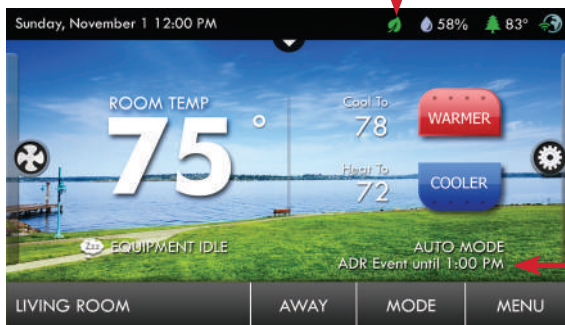 Sunday, November 1 12:00 PM 58% 83°
ROOM TEMP
75°
Cool To
78
WARMER
Heat To
72
COOLER
Zzz EQUIPMENT IDLE
AUTO MODE
ADR Event until 1:00 PM
LIVING ROOM AWAY MODE MENU